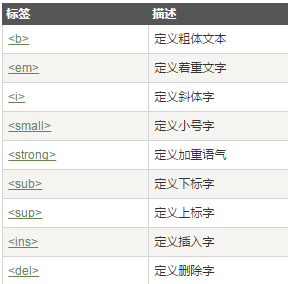 标签 描述
<b> 定义粗体文本
<em> 定义着重文字
<i> 定义斜体字
<small> 定义小号字
<strong> 定义加重语气
<sub> 定义下标字
<sup> 定义上标字
<ins> 定义插入字
<del> 定义删除字